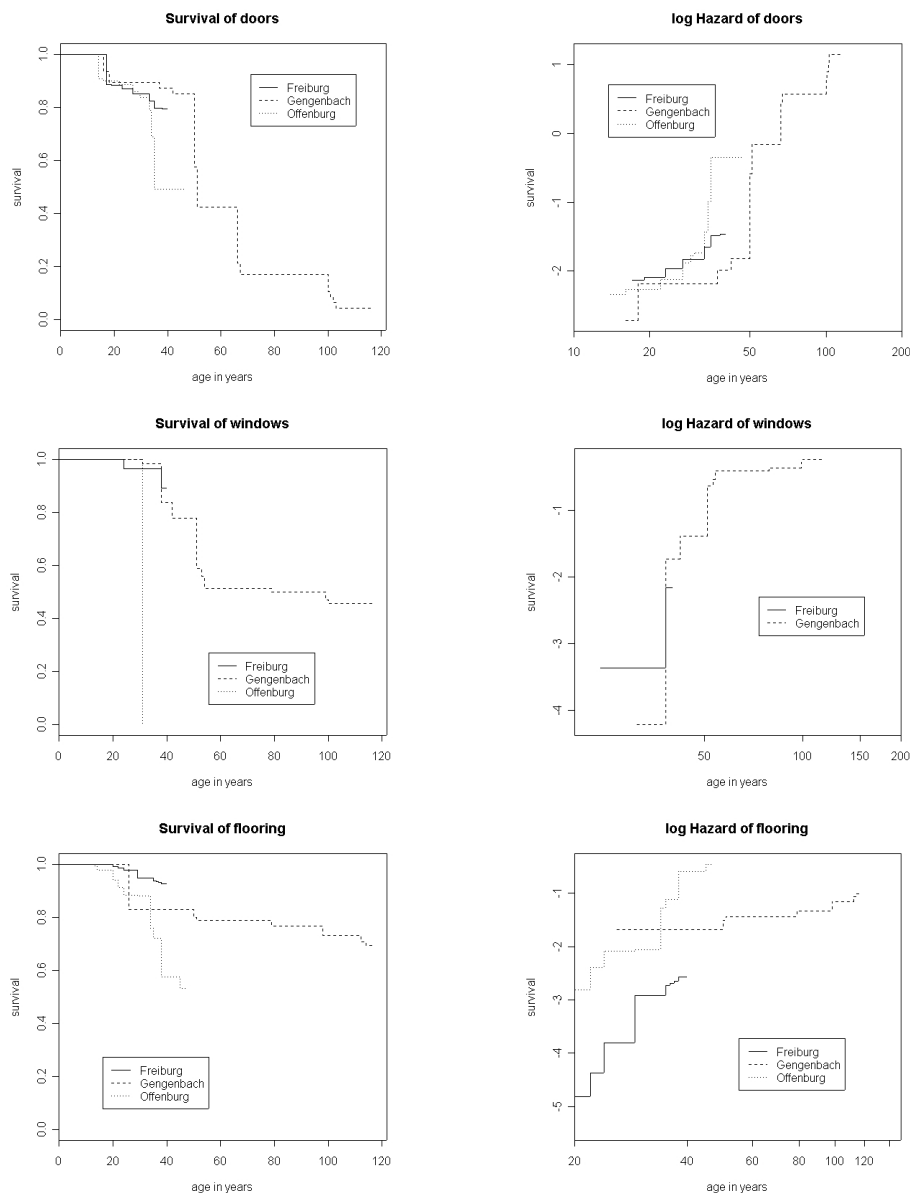 Survival of doors
survival
1.0
0.8
0.6
0.4
0.2
0.0
Freiburg
Gengenbach
Offenburg
0 20 40 60 80 100 120
age in years
log Hazard of doors
survival
1
0
-1
-2
Freiburg
Gengenbach
Offenburg
10 20 50 100 200
age in years
Survival of windows
survival
1.0
0.8
0.6
0.4
0.2
0.0
Freiburg
Gengenbach
Offenburg
0 20 40 60 80 100 120
age in years
log Hazard of windows
survival
-1
-2
-3
-4
Freiburg
Gengenbach
50 100 150 200
age in years
Survival of flooring
survival
1.0
0.8
0.6
0.4
0.2
0.0
Freiburg
Gengenbach
Offenburg
0 20 40 60 80 100 120
age in years
log Hazard of flooring
survival
-1
-2
-3
-4
-5
Freiburg
Gengenbach
Offenburg
20 40 60 80 100 120
age in years